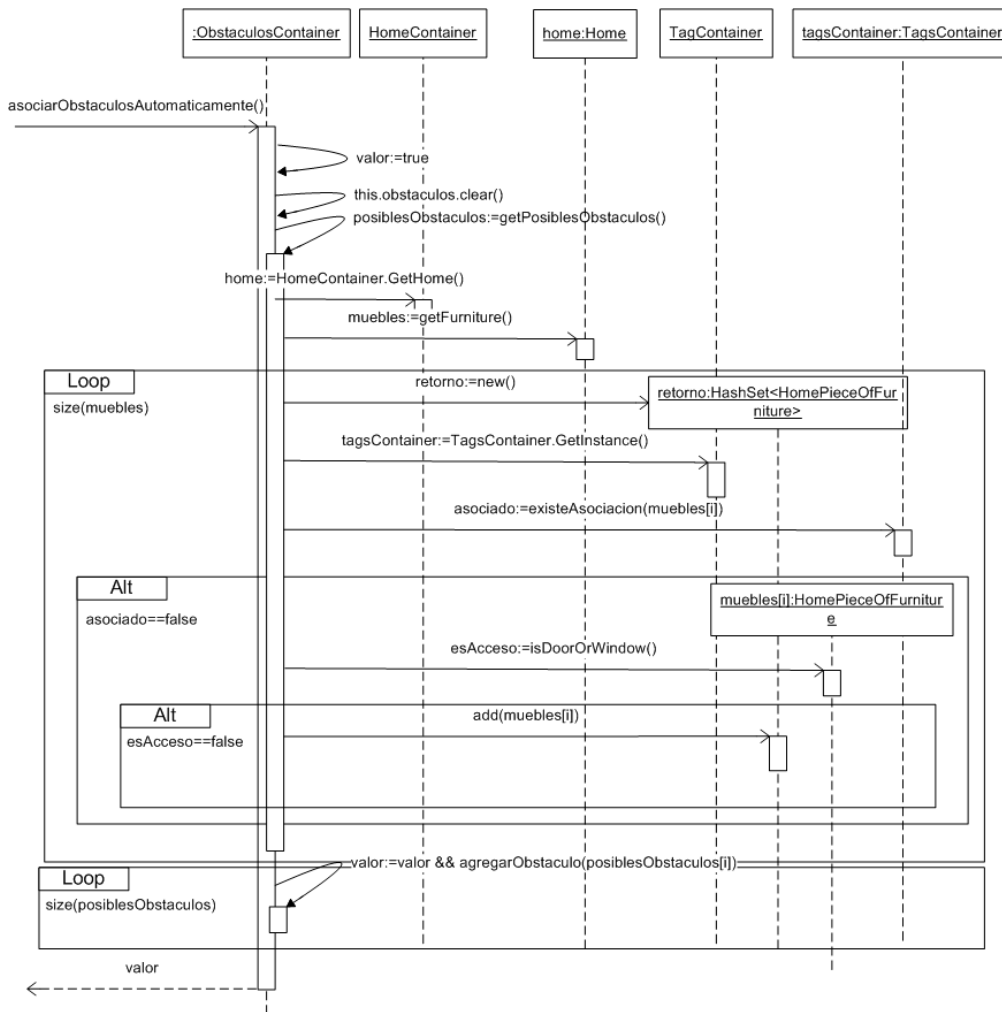 :ObstaculosContainer
HomeContainer
home:Home
TagContainer
tagsContainer:TagsContainer
asociarObstaculosAutomaticamente()
valor:=true
this.obstaculos.clear()
posiblesObstaculos:=getPosiblesObstaculos()
home:=HomeContainer.GetHome()
muebles:=getFurniture()
Loop
size(muebles)
retorno:=new()
retorno:HashSet<HomePieceOfFur
niture>
tagsContainer:=TagsContainer.GetInstance()
asociado:=existeAsociacion(muebles[i])
Alt
asociado==false
muebles[i]:HomePieceOfFurnitur
e
esAcceso:=isDoorOrWindow()
Alt
esAcceso==false
add(muebles[i])
valor:=valor && agregarObstaculo(posiblesObstaculos[i])
Loop
size(posiblesObstaculos)
valor